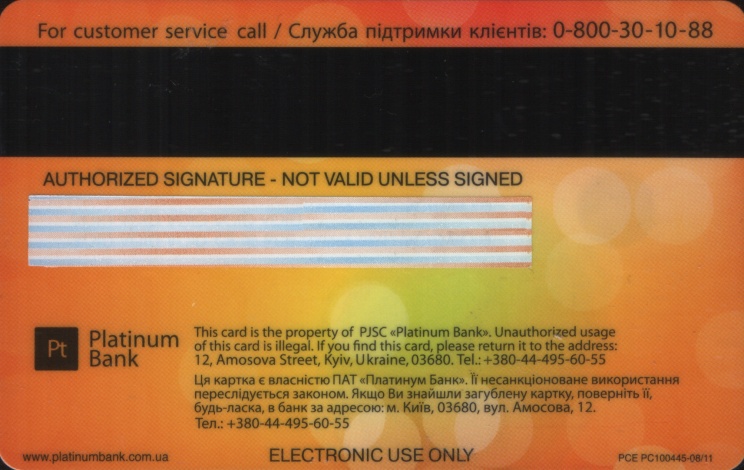 For customer service call / Служба підтримки клієнтів: 0-800-30-10-88
AUTHORIZED SIGNATURE - NOT VALID UNLESS SIGNED
Pt Platinum Bank
This card is the property of PJSC «Platinum Bank». Unauthorized usage
of this card is illegal. If you find this card, please return it to the address:
12, Amosova Street, Kyiv, Ukraine, 03680. Tel.: +380-44-495-60-55
Ця картка є власністю ПАТ «Платинум Банк». Її несанкціоноване використання
переслідується законом. Якщо Ви знайшли загублену картку, поверніть її,
будь-ласка, в банк за адресою: м. Київ, 03680, вул. Амосова, 12.
Тел.: +380-44-495-60-55
www.platinumbank.com.ua
ELECTRONIC USE ONLY
PCE PC100445-08/11